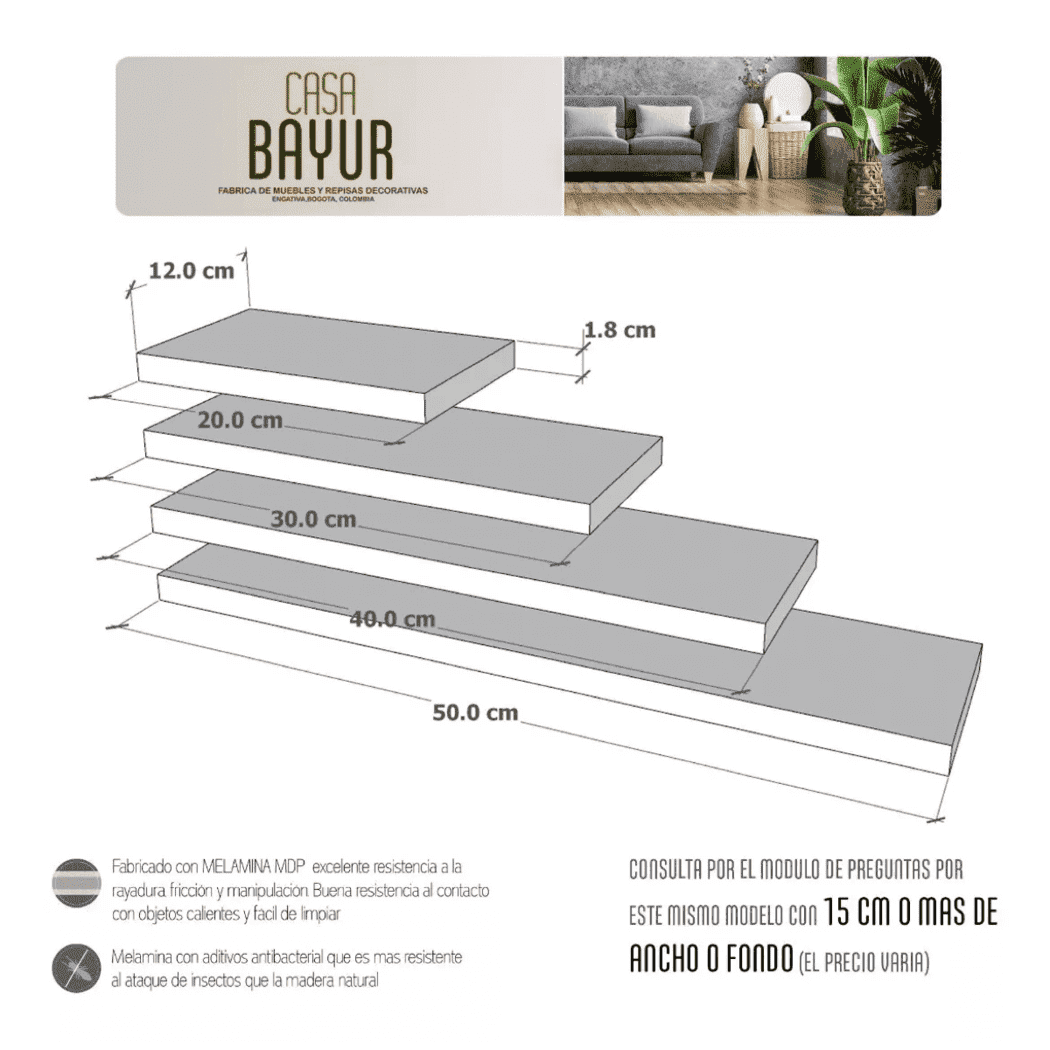 CASA
BAYUR
FABRICA DE MUEBLES Y REPISAS DECORATIVAS
ENGATIVA,BOGOTA, COLOMBIA
12.0 cm
1.8 cm
20.0 cm
30.0 cm
40.0 cm
50.0 cm
Fabricado con MELAMINA MDP excelente resistencia a la
rayadura, fricción y manipulación. Buena resistencia al contacto
con objetos calientes y facil de limpiar
Melamina con aditivos antibacterial que es mas resistente
al ataque de insectos que la madera natural
CONSULTA POR EL MODULO DE PREGUNTAS POR
ESTE MISMO MODELO CON 15 CM O MAS DE
ANCHO O FONDO (EL PRECIO VARIA)